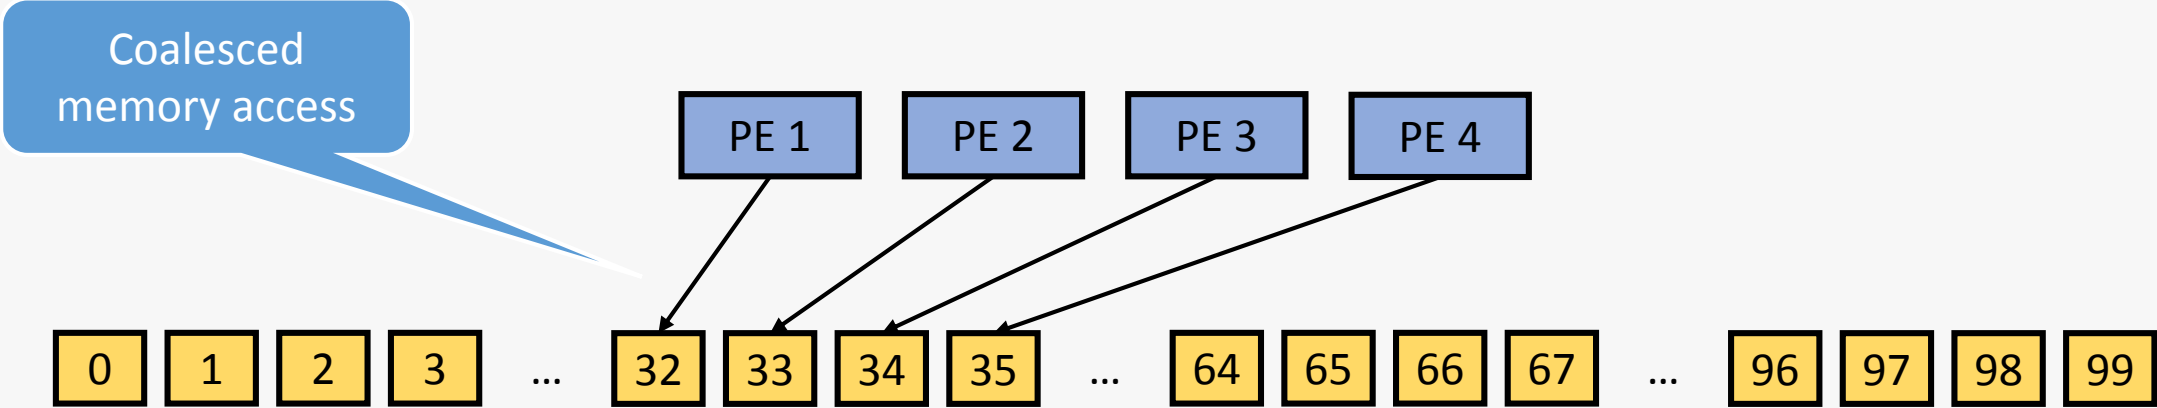 Coalesced
memory access
PE 1 PE 2 PE 3 PE 4
0 1 2 3 ... 32 33 34 35 ... 64 65 66 67 ... 96 97 98 99